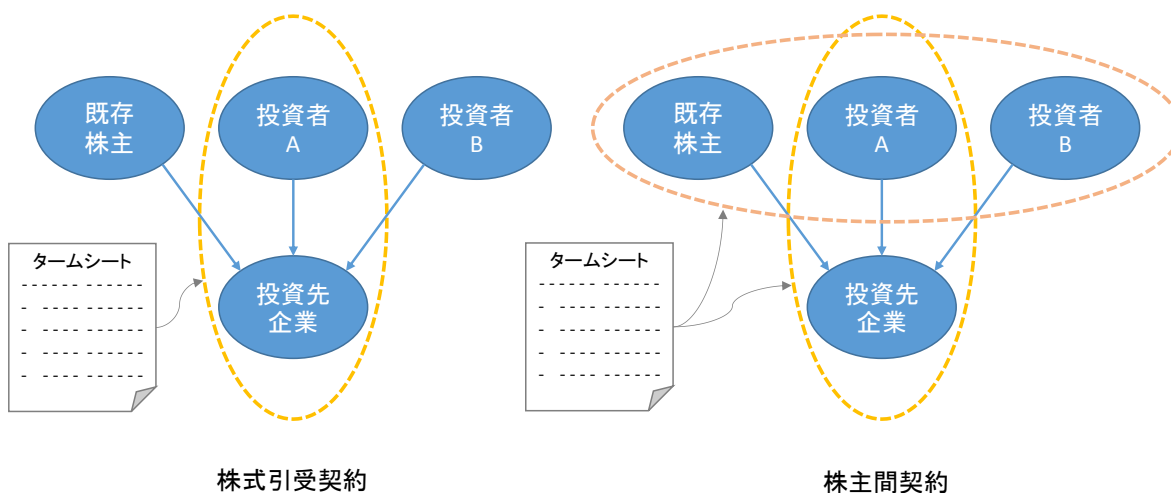 既存
株主
投資者
A
投資者
B
タームシート
投資先
企業
株式引受契約
既存
株主
投資者
A
投資者
B
タームシート
投資先
企業
株主間契約